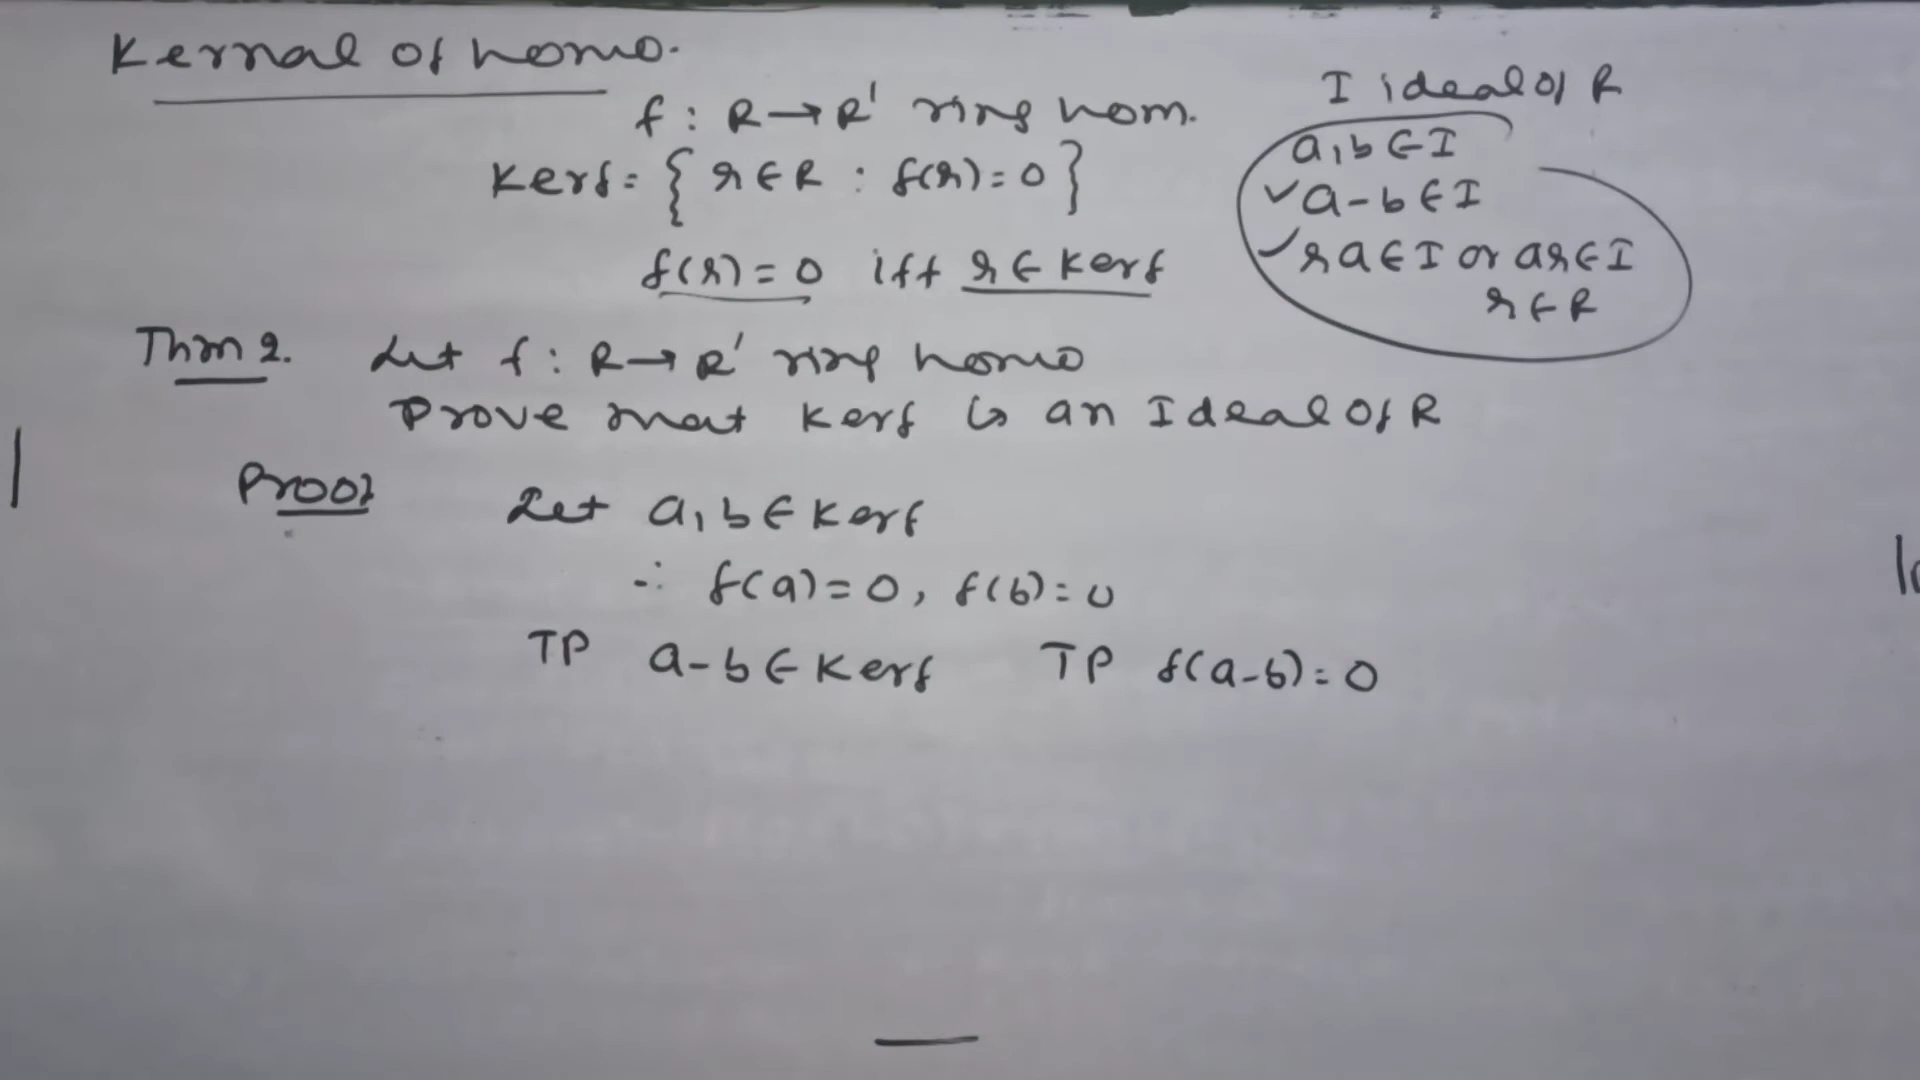 Kernal of homo.
f : R → R' ring hom.
Kerf = { r ∈ R : f(r) = 0 }
f(r) = 0 iff r ∈ Kerf
I ideal of R
a, b ∈ I
✓ a - b ∈ I
✓ ra ∈ I or ar ∈ I
r ∈ R
Thm 2. Let f : R → R' ring homo
Prove that Kerf is an Ideal of R
Proof Let a, b ∈ Kerf
∴ f(a) = 0, f(b) = 0
TP a - b ∈ Kerf TP f(a-b) = 0